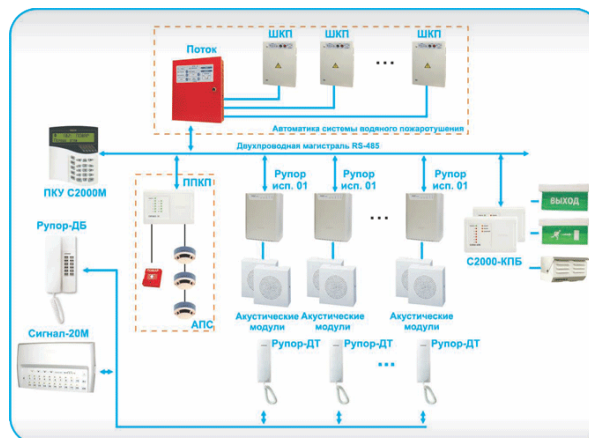 ШКП
ШКП
ШКП
Поток
Автоматика системы водяного пожаротушения
Двухпроводная магистраль RS-485
ПКУ С2000М
ППКП
Рупор
исп. 01
Рупор
исп. 01
Рупор
исп. 01
ВЫХОД
С2000-КПБ
Рупор-ДБ
АПС
Акустические
модули
Акустические
модули
Акустические
модули
Сигнал-20М
Рупор-ДТ
Рупор-ДТ
Рупор-ДТ